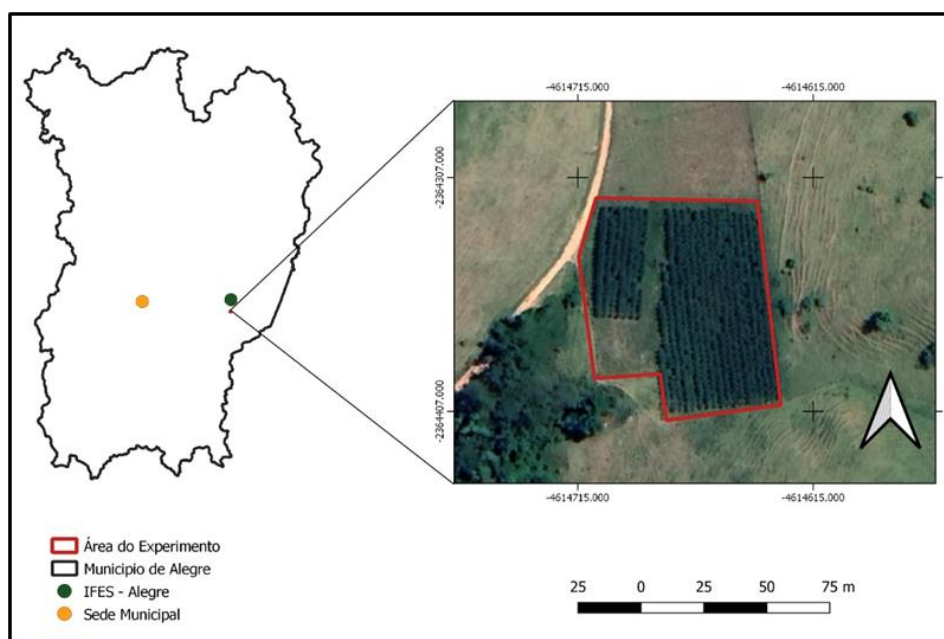 -4614715.000 -4614615.000
-2364307.000
-2364407.000
-4614715.000 -4614615.000
Área do Experimento
Municipio de Alegre
IFES - Alegre
Sede Municipal
25 0 25 50 75 m